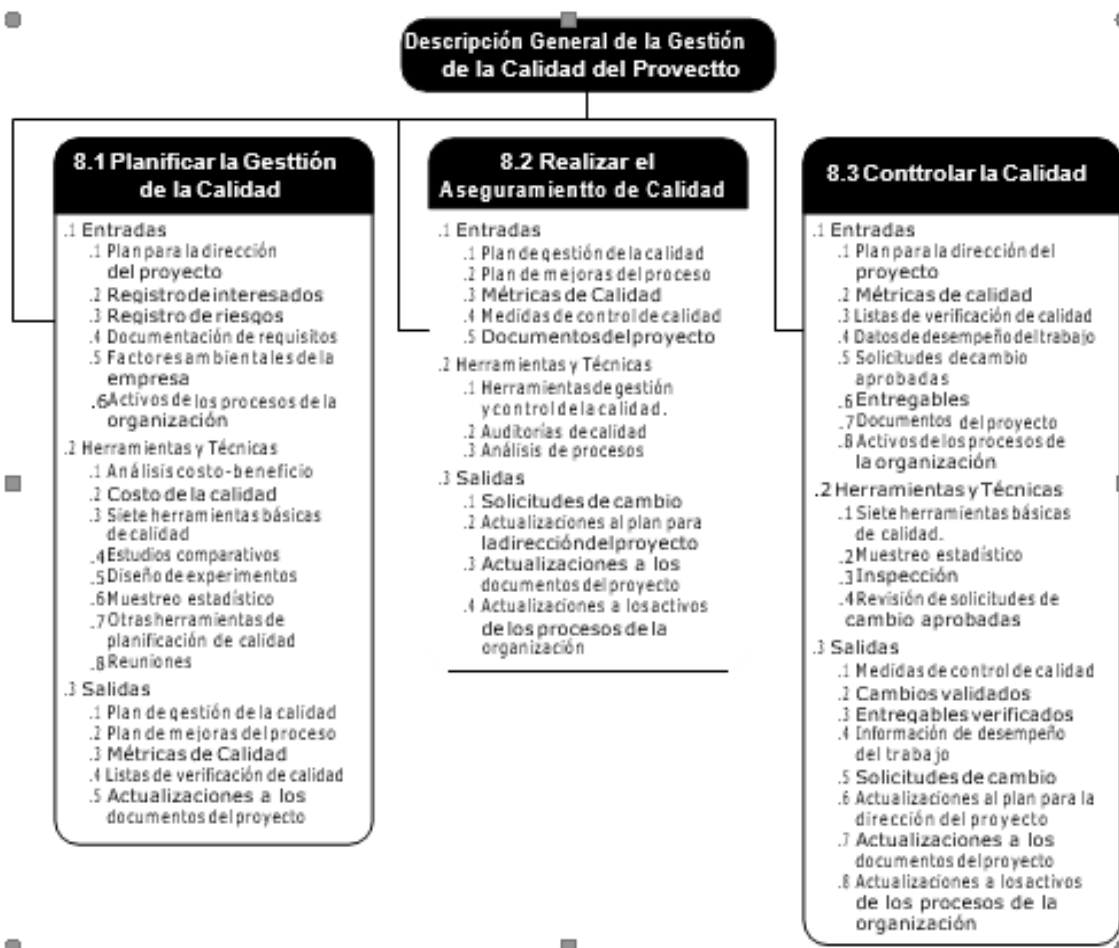 Descripción General de la Gestión
de la Calidad del Provectto
8.1 Planificar la Gesttión
de la Calidad
.1 Entradas
.1 Plan para la dirección
del proyecto
.2 Registro de interesados
.3 Registro de riesgos
.4 Documentación de requisitos
.5 Factores ambientales de la
empresa
.6 Activos de los procesos de la
organización
.2 Herramientas y Técnicas
.1 Análisis costo-beneficio
.2 Costo de la calidad
.3 Siete herramientas básicas
de calidad
.4 Estudios comparativos
.5 Diseño de experimentos
.6 Muestreo estadístico
.7 Otras herramientas de
planificación de calidad
.8 Reuniones
.3 Salidas
.1 Plan de gestión de la calidad
.2 Plan de mejoras del proceso
.3 Métricas de Calidad
.4 Listas de verificación de calidad
.5 Actualizaciones a los
documentos del proyecto
8.2 Realizar el
Aseguramientto de Calidad
.1 Entradas
.1 Plan de gestión de la calidad
.2 Plan de mejoras del proceso
.3 Métricas de Calidad
.4 Medidas de control de calidad
.5 Documentos del proyecto
.2 Herramientas y Técnicas
.1 Herramientas de gestión
y control de la calidad.
.2 Auditorías de calidad
.3 Análisis de procesos
.3 Salidas
.1 Solicitudes de cambio
.2 Actualizaciones al plan para
la dirección del proyecto
.3 Actualizaciones a los
documentos del proyecto
.4 Actualizaciones a los activos
de los procesos de la
organización
8.3 Conttrolar la Calidad
.1 Entradas
.1 Plan para la dirección del
proyecto
.2 Métricas de calidad
.3 Listas de verificación de calidad
.4 Datos de desempeño del trabajo
.5 Solicitudes de cambio
aprobadas
.6 Entregables
.7 Documentos del proyecto
.8 Activos de los procesos de
la organización
.2 Herramientas y Técnicas
.1 Siete herramientas básicas
de calidad.
.2 Muestreo estadístico
.3 Inspección
.4 Revisión de solicitudes de
cambio aprobadas
.3 Salidas
.1 Medidas de control de calidad
.2 Cambios validados
.3 Entregables verificados
.4 Información de desempeño
del trabajo
.5 Solicitudes de cambio
.6 Actualizaciones al plan para la
dirección del proyecto
.7 Actualizaciones a los
documentos del proyecto
.8 Actualizaciones a los activos
de los procesos de la
organización